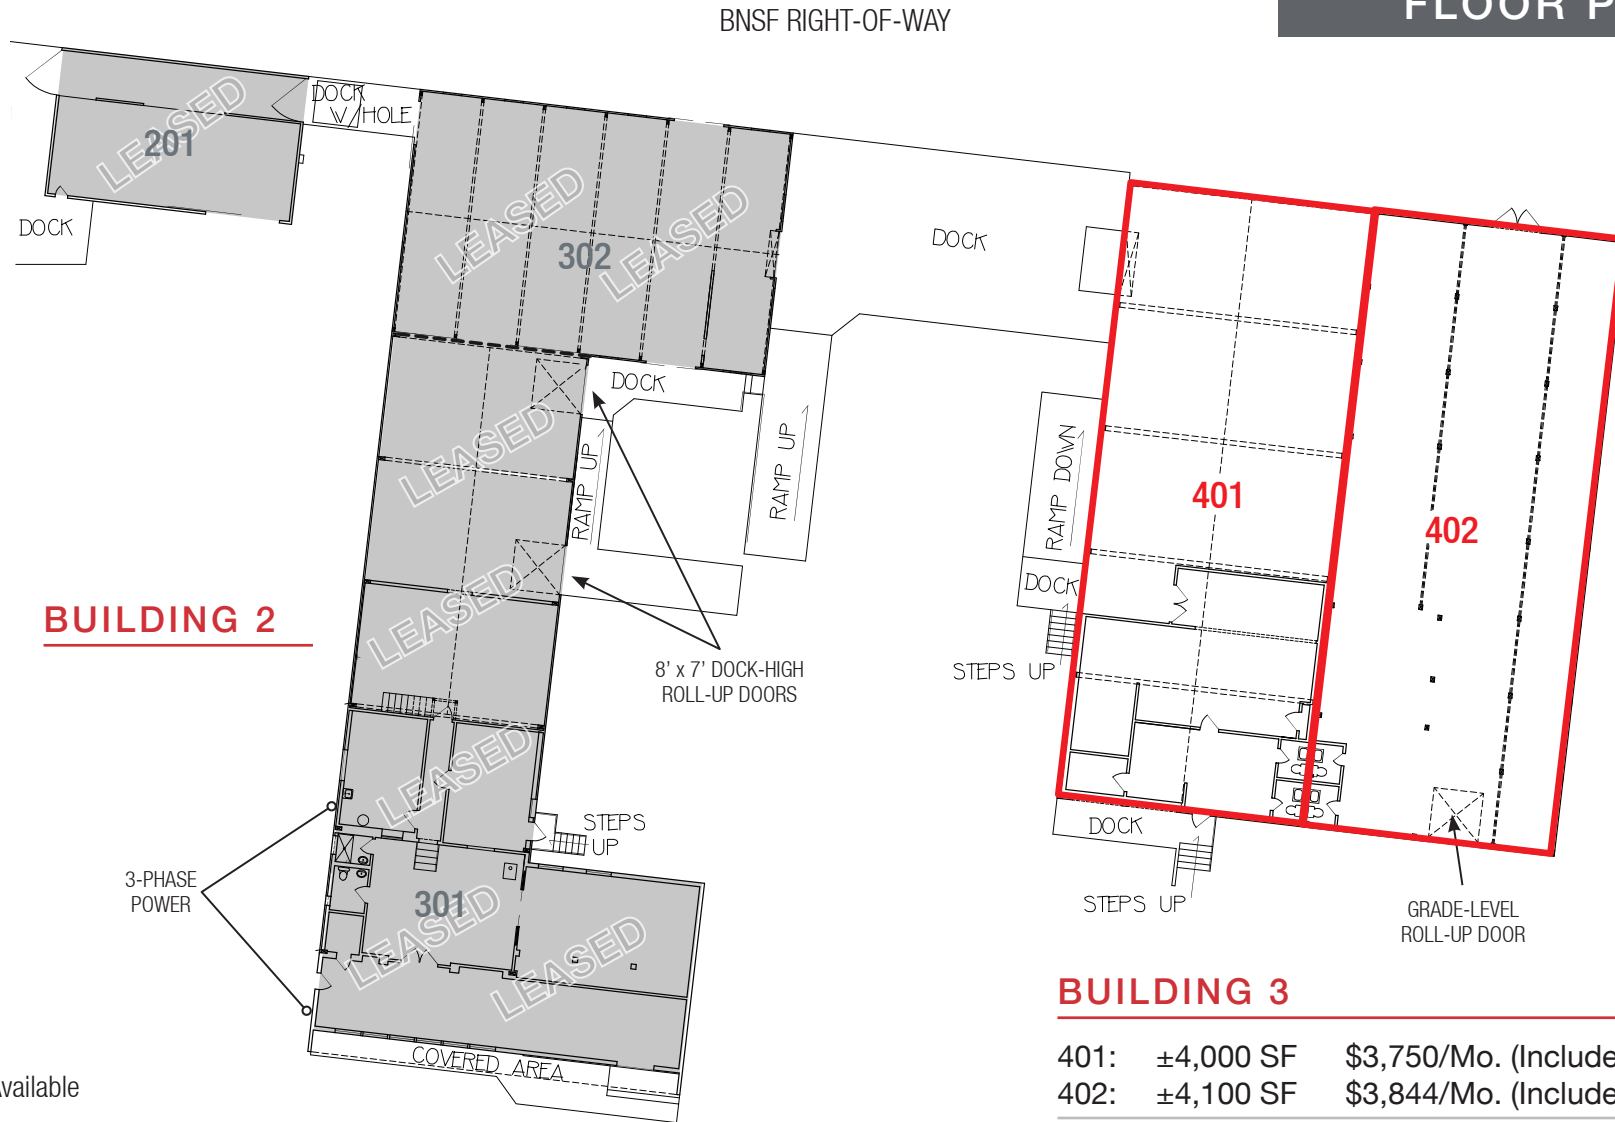 BNSF RIGHT-OF-WAY
FLOOR P
DOCK
W/HOLE
LEASED
201
DOCK
LEASED
302
LEASED
DOCK
DOCK
LEASED
RAMP UP
RAMP UP
RAMP DOWN
401
402
LEASED
DOCK
BUILDING 2
8' x 7' DOCK-HIGH
ROLL-UP DOORS
STEPS UP
LEASED
STEPS
UP
DOCK
3-PHASE
POWER
301
LEASED
LEASED
STEPS UP
GRADE-LEVEL
ROLL-UP DOOR
COVERED AREA
BUILDING 3
401: ±4,000 SF $3,750/Mo. (Include
402: ±4,100 SF $3,844/Mo. (Include
Available